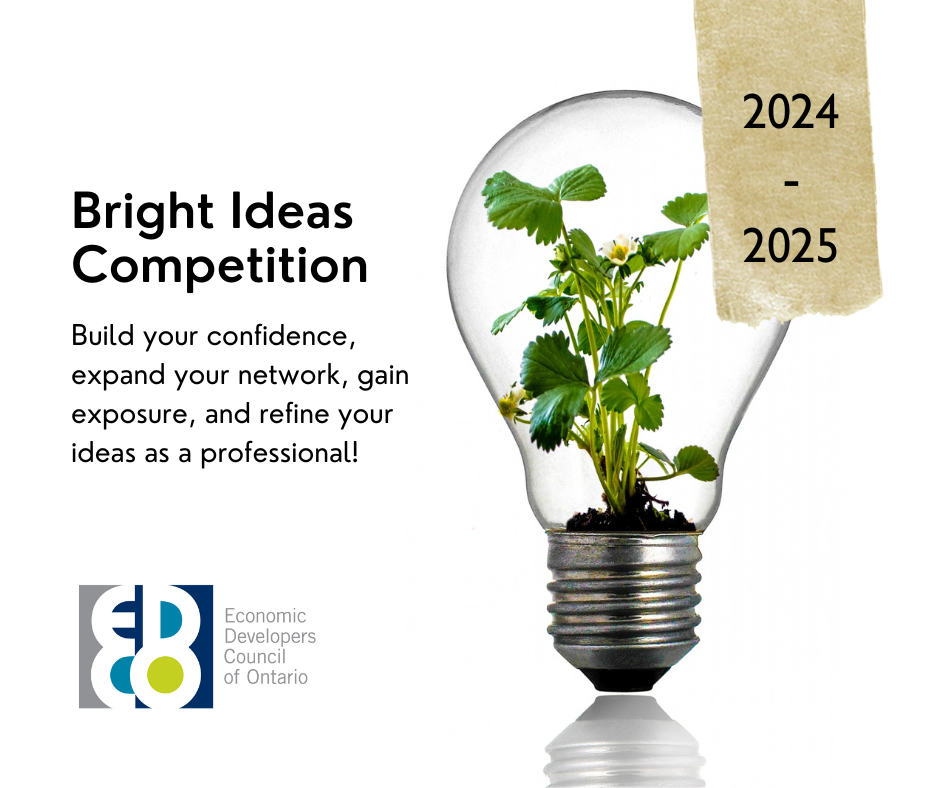 2024
-
2025
Bright Ideas
Competition
Build your confidence,
expand your network, gain
exposure, and refine your
ideas as a professional!
EDCO
Economic
Developers
Council
of Ontario